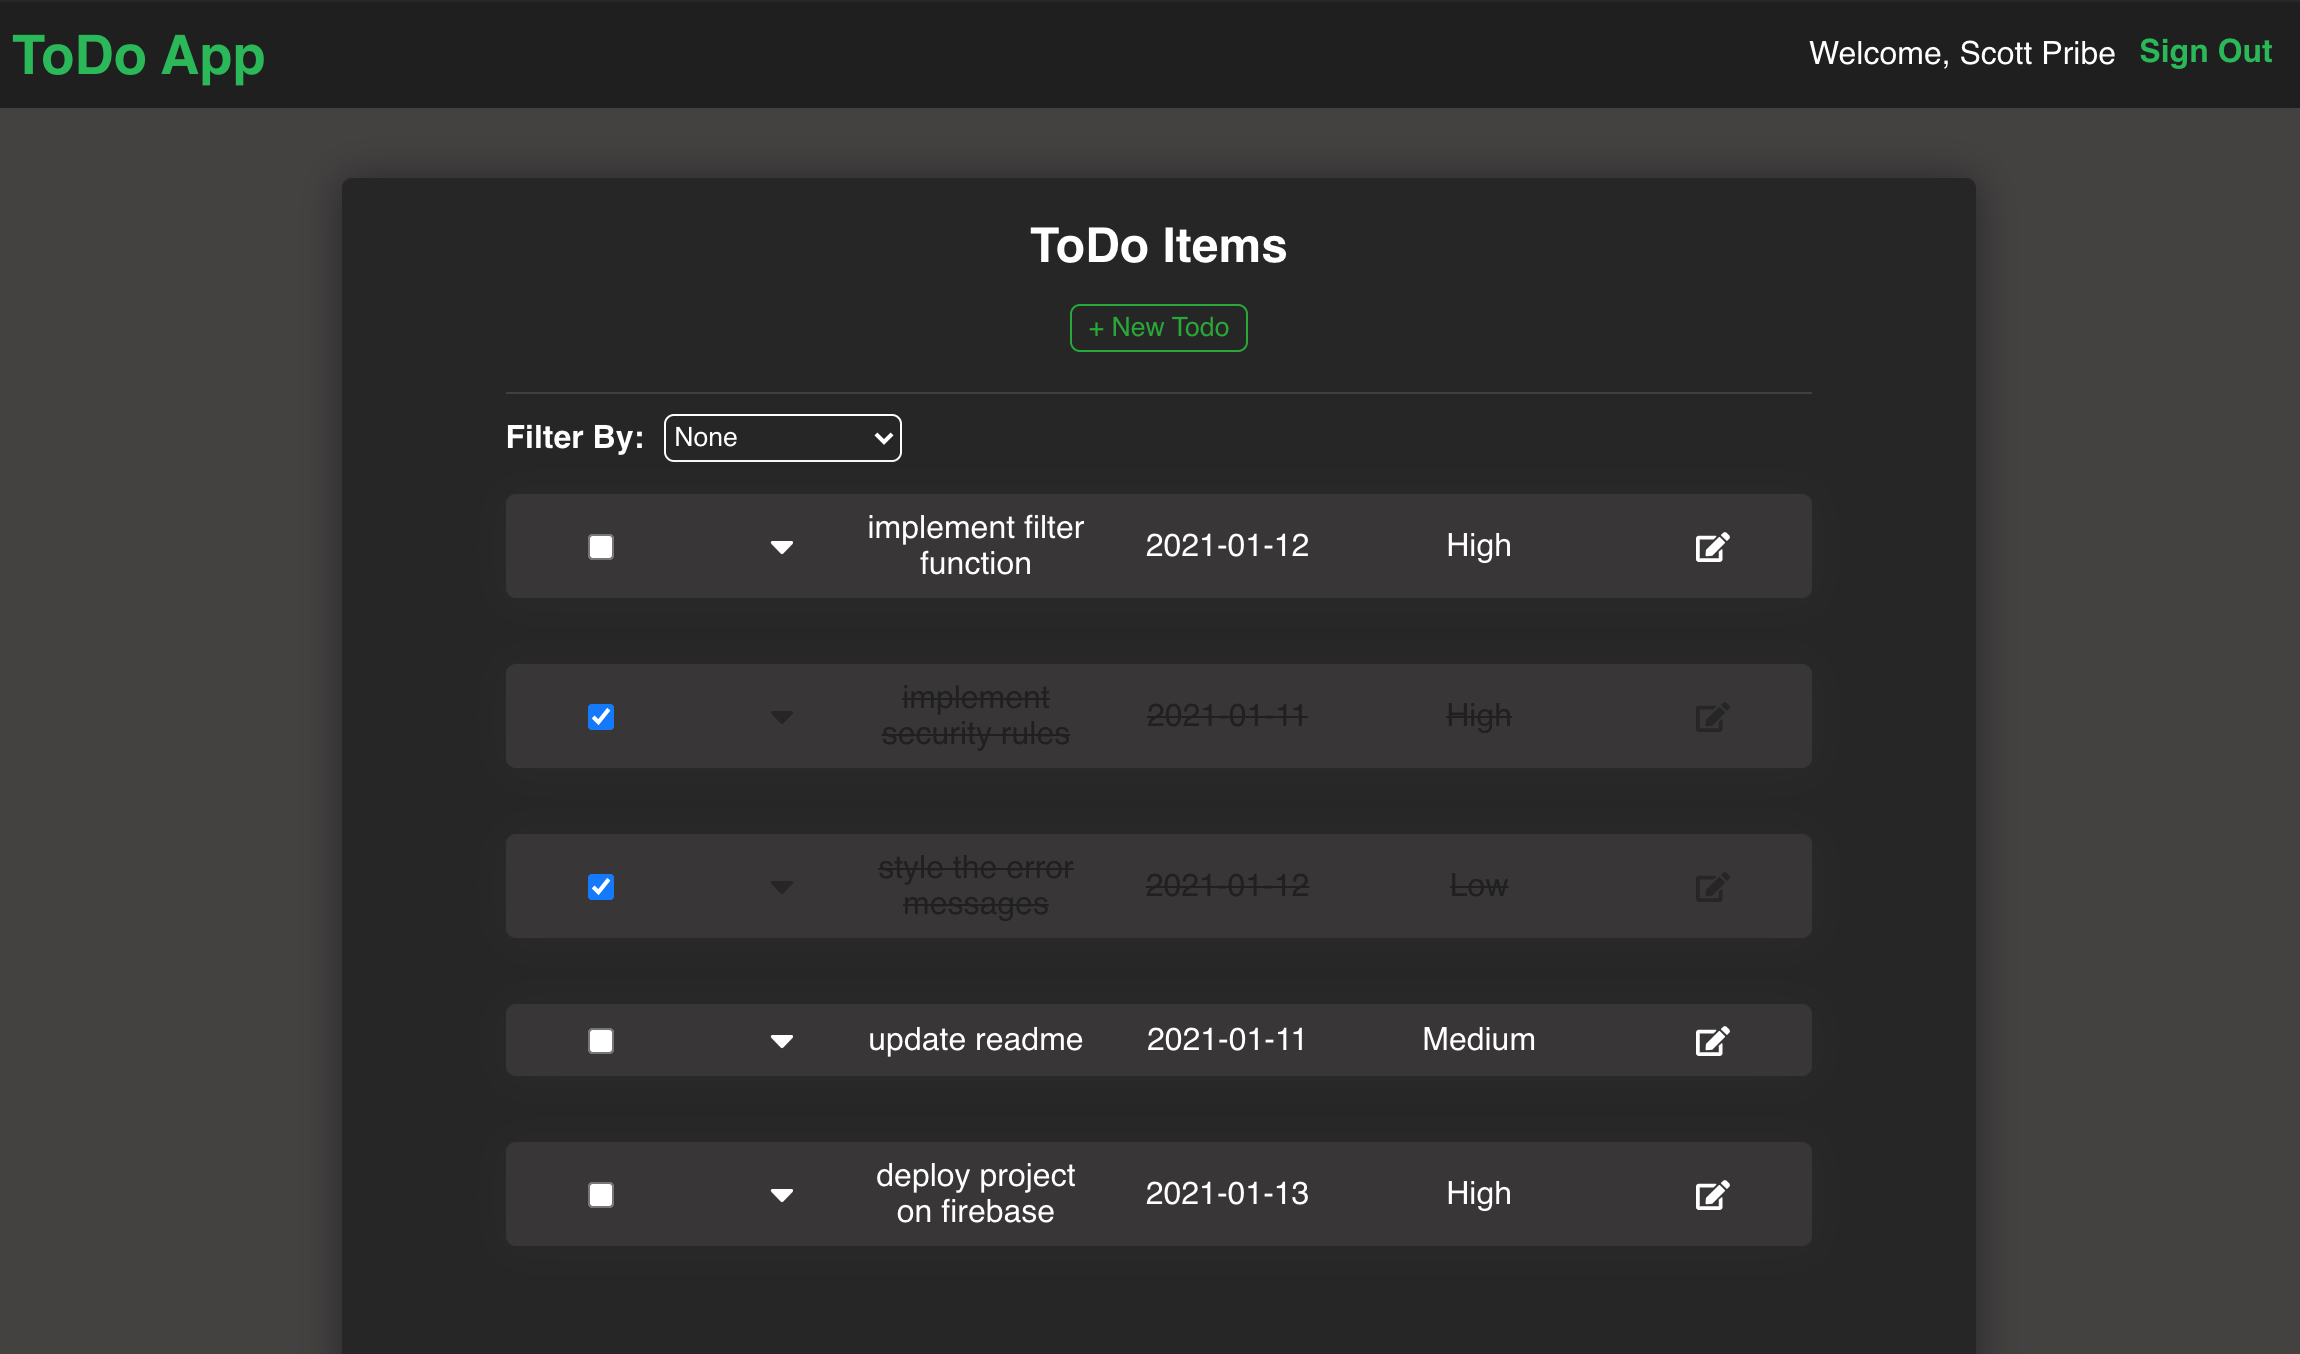 ToDo App
Welcome, Scott Pribe Sign Out
ToDo Items
+ New Todo
Filter By: None
implement filter
function
2021-01-12
High
implement
security rules
2021-01-11
High
style the error
messages
2021-01-12
Low
update readme
2021-01-11
Medium
deploy project
on firebase
2021-01-13
High